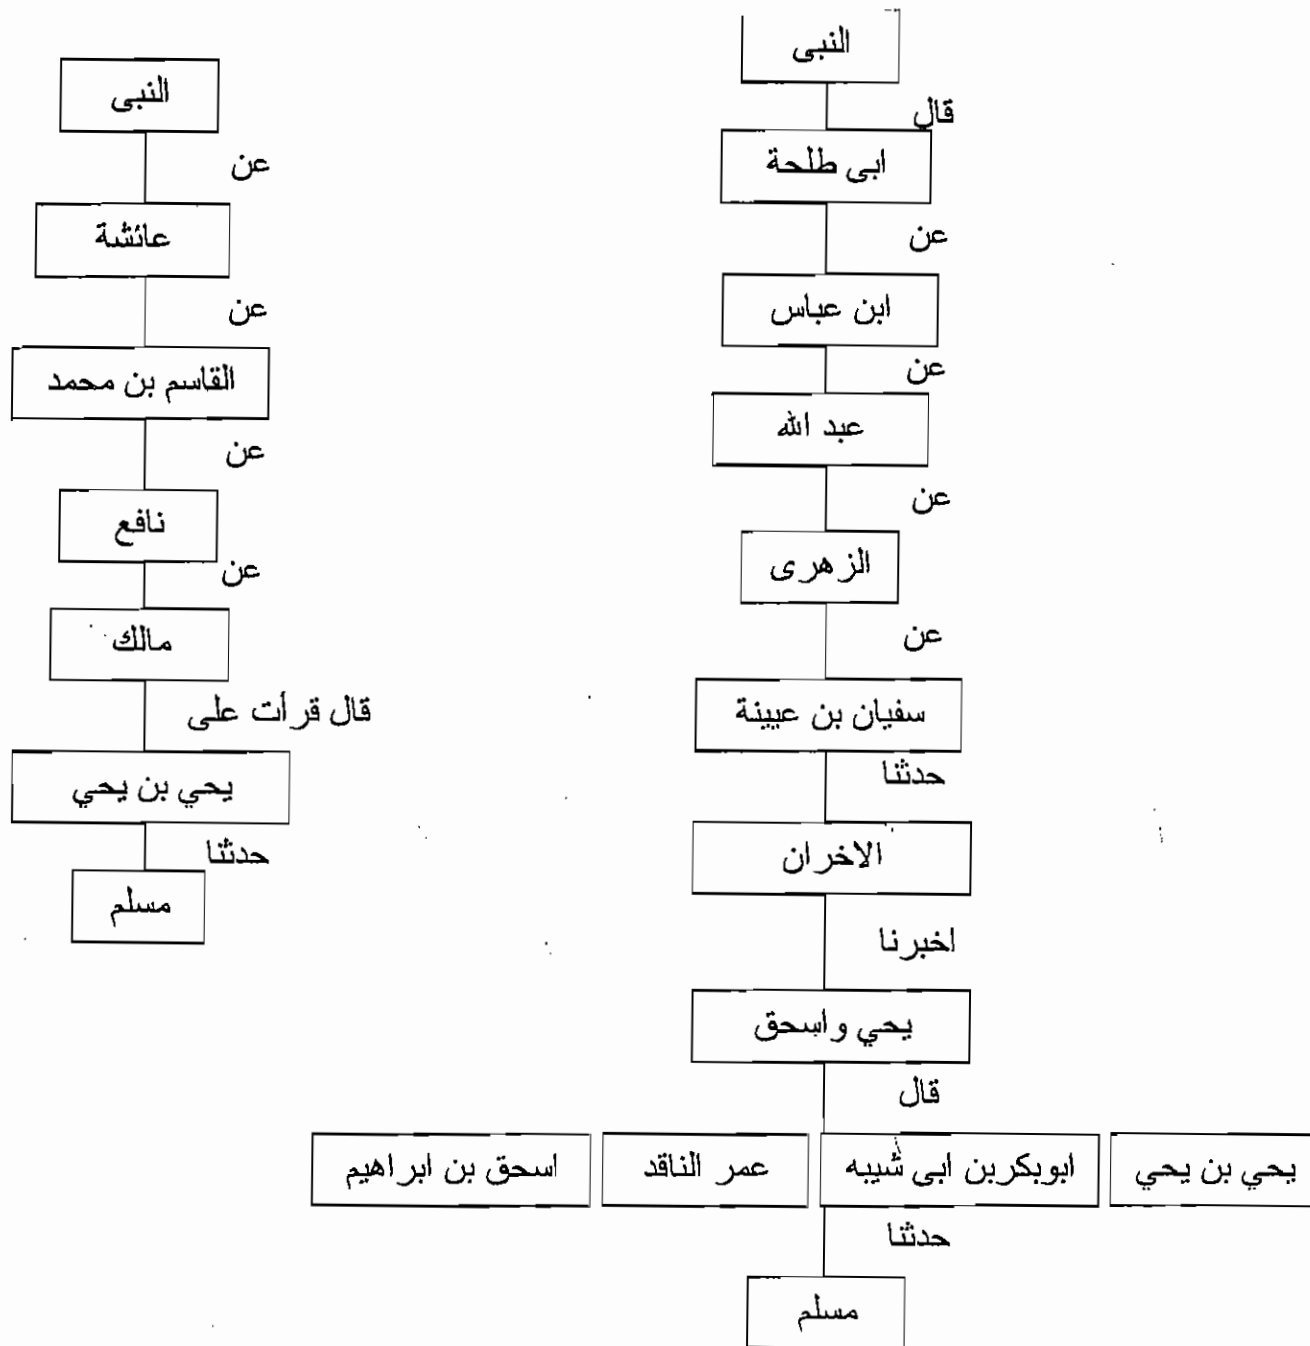 النبى
عن
عائشة
عن
القاسم بن محمد
عن
نافع
عن
مالك
قال قرأت على
يحي بن يحي
حدثنا
مسلم
النبى
قال
ابى طلحة
عن
ابن عباس
عن
عبد الله
عن
الزهرى
عن
سفيان بن عيينة
حدثنا
الاخران
اخبرنا
يحي واسحق
قال
يحي بن يحي
ابوبكربن ابى شيبه
عمر الناقد
اسحق بن ابراهيم
حدثنا
مسلم